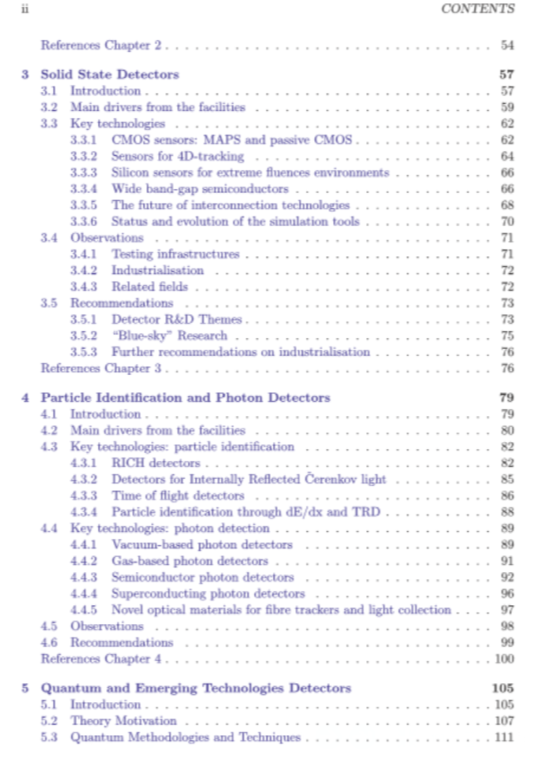 ii CONTENTS
References Chapter 2 . . . . . . . . . . . . . . . . . . . . . . . . . . . . . . . . . 54
3 Solid State Detectors 57
3.1 Introduction . . . . . . . . . . . . . . . . . . . . . . . . . . . . . . . . . . . 57
3.2 Main drivers from the facilities . . . . . . . . . . . . . . . . . . . . . . . . 59
3.3 Key technologies . . . . . . . . . . . . . . . . . . . . . . . . . . . . . . . . 62
3.3.1 CMOS sensors: MAPS and passive CMOS . . . . . . . . . . . . . . 62
3.3.2 Sensors for 4D-tracking . . . . . . . . . . . . . . . . . . . . . . . . 64
3.3.3 Silicon sensors for extreme fluences environments . . . . . . . . . . 66
3.3.4 Wide band-gap semiconductors . . . . . . . . . . . . . . . . . . . . 66
3.3.5 The future of interconnection technologies . . . . . . . . . . . . . . 68
3.3.6 Status and evolution of the simulation tools . . . . . . . . . . . . . 70
3.4 Observations . . . . . . . . . . . . . . . . . . . . . . . . . . . . . . . . . . 71
3.4.1 Testing infrastructures . . . . . . . . . . . . . . . . . . . . . . . . . 71
3.4.2 Industrialisation . . . . . . . . . . . . . . . . . . . . . . . . . . . . 72
3.4.3 Related fields . . . . . . . . . . . . . . . . . . . . . . . . . . . . . . 72
3.5 Recommendations . . . . . . . . . . . . . . . . . . . . . . . . . . . . . . . 73
3.5.1 Detector R&D Themes . . . . . . . . . . . . . . . . . . . . . . . . . 73
3.5.2 “Blue-sky” Research . . . . . . . . . . . . . . . . . . . . . . . . . . 75
3.5.3 Further recommendations on industrialisation . . . . . . . . . . . . 76
References Chapter 3 . . . . . . . . . . . . . . . . . . . . . . . . . . . . . . . . . 76
4 Particle Identification and Photon Detectors 79
4.1 Introduction . . . . . . . . . . . . . . . . . . . . . . . . . . . . . . . . . . . 79
4.2 Main drivers from the facilities . . . . . . . . . . . . . . . . . . . . . . . . 80
4.3 Key technologies: particle identification . . . . . . . . . . . . . . . . . . . 82
4.3.1 RICH detectors . . . . . . . . . . . . . . . . . . . . . . . . . . . . . 82
4.3.2 Detectors for Internally Reflected Čerenkov light . . . . . . . . . . 85
4.3.3 Time of flight detectors . . . . . . . . . . . . . . . . . . . . . . . . 86
4.3.4 Particle identification through dE/dx and TRD . . . . . . . . . . . 88
4.4 Key technologies: photon detection . . . . . . . . . . . . . . . . . . . . . . 89
4.4.1 Vacuum-based photon detectors . . . . . . . . . . . . . . . . . . . 89
4.4.2 Gas-based photon detectors . . . . . . . . . . . . . . . . . . . . . . 91
4.4.3 Semiconductor photon detectors . . . . . . . . . . . . . . . . . . . 92
4.4.4 Superconducting photon detectors . . . . . . . . . . . . . . . . . . 96
4.4.5 Novel optical materials for fibre trackers and light collection . . . . 97
4.5 Observations . . . . . . . . . . . . . . . . . . . . . . . . . . . . . . . . . . 98
4.6 Recommendations . . . . . . . . . . . . . . . . . . . . . . . . . . . . . . . 99
References Chapter 4 . . . . . . . . . . . . . . . . . . . . . . . . . . . . . . . . . 100
5 Quantum and Emerging Technologies Detectors 105
5.1 Introduction . . . . . . . . . . . . . . . . . . . . . . . . . . . . . . . . . . . 105
5.2 Theory Motivation . . . . . . . . . . . . . . . . . . . . . . . . . . . . . . . 107
5.3 Quantum Methodologies and Techniques . . . . . . . . . . . . . . . . . . . 111